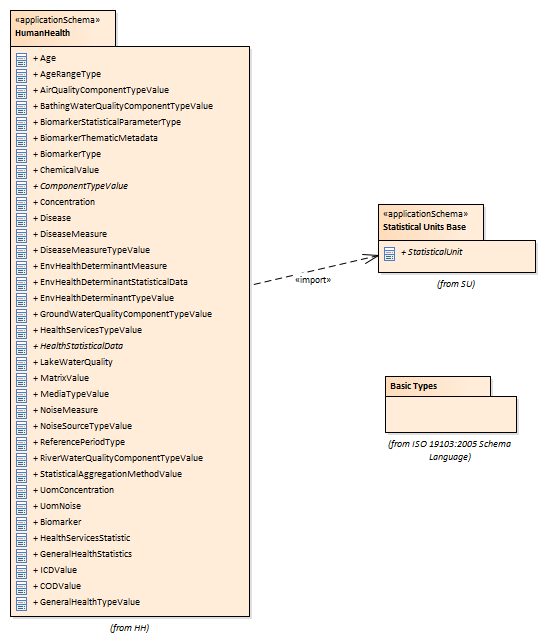 «applicationSchema»
HumanHealth
+ Age
+ AgeRangeType
+ AirQualityComponentTypeValue
+ BathingWaterQualityComponentTypeValue
+ BiomarkerStatisticalParameterType
+ BiomarkerThematicMetadata
+ BiomarkerType
+ ChemicalValue
+ ComponentTypeValue
+ Concentration
+ Disease
+ DiseaseMeasure
+ DiseaseMeasureTypeValue
+ EnvHealthDeterminantMeasure
+ EnvHealthDeterminantStatisticalData
+ EnvHealthDeterminantTypeValue
+ GroundWaterQualityComponentTypeValue
+ HealthServicesTypeValue
+ HealthStatisticalData
+ LakeWaterQuality
+ MatrixValue
+ MediaTypeValue
+ NoiseMeasure
+ NoiseSourceTypeValue
+ ReferencePeriodType
+ RiverWaterQualityComponentTypeValue
+ StatisticalAggregationMethodValue
+ UomConcentration
+ UomNoise
+ Biomarker
+ HealthServicesStatistic
+ GeneralHealthStatistics
+ ICDValue
+ CODValue
+ GeneralHealthTypeValue
(from HH)
«import»
«applicationSchema»
Statistical Units Base
+ StatisticalUnit
(from SU)
Basic Types
(from ISO 19103:2005 Schema
Language)